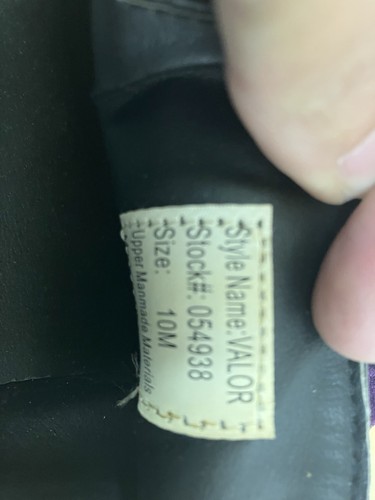 Style Name:VALOR
Stock#: 054938
Size: 10M
Upper Manmade Materials